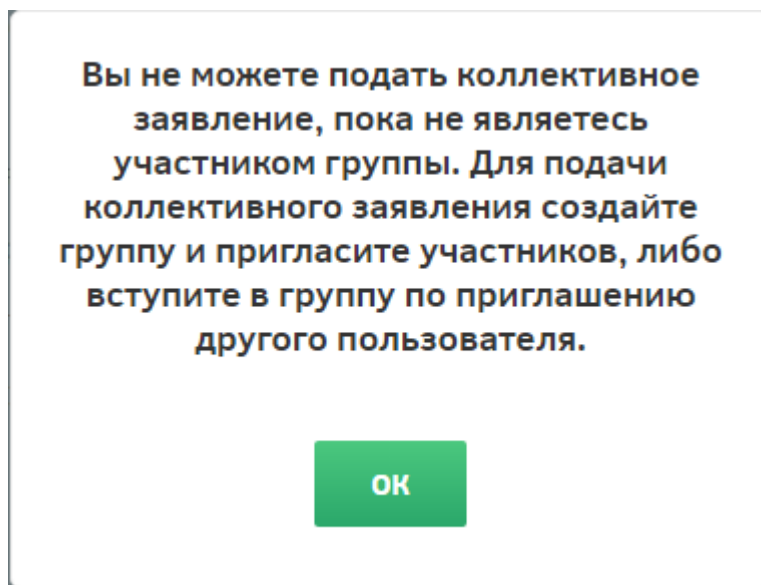 Вы не можете подать коллективное
заявление, пока не являетесь
участником группы. Для подачи
коллективного заявления создайте
группу и пригласите участников, либо
вступите в группу по приглашению
другого пользователя.
ОК